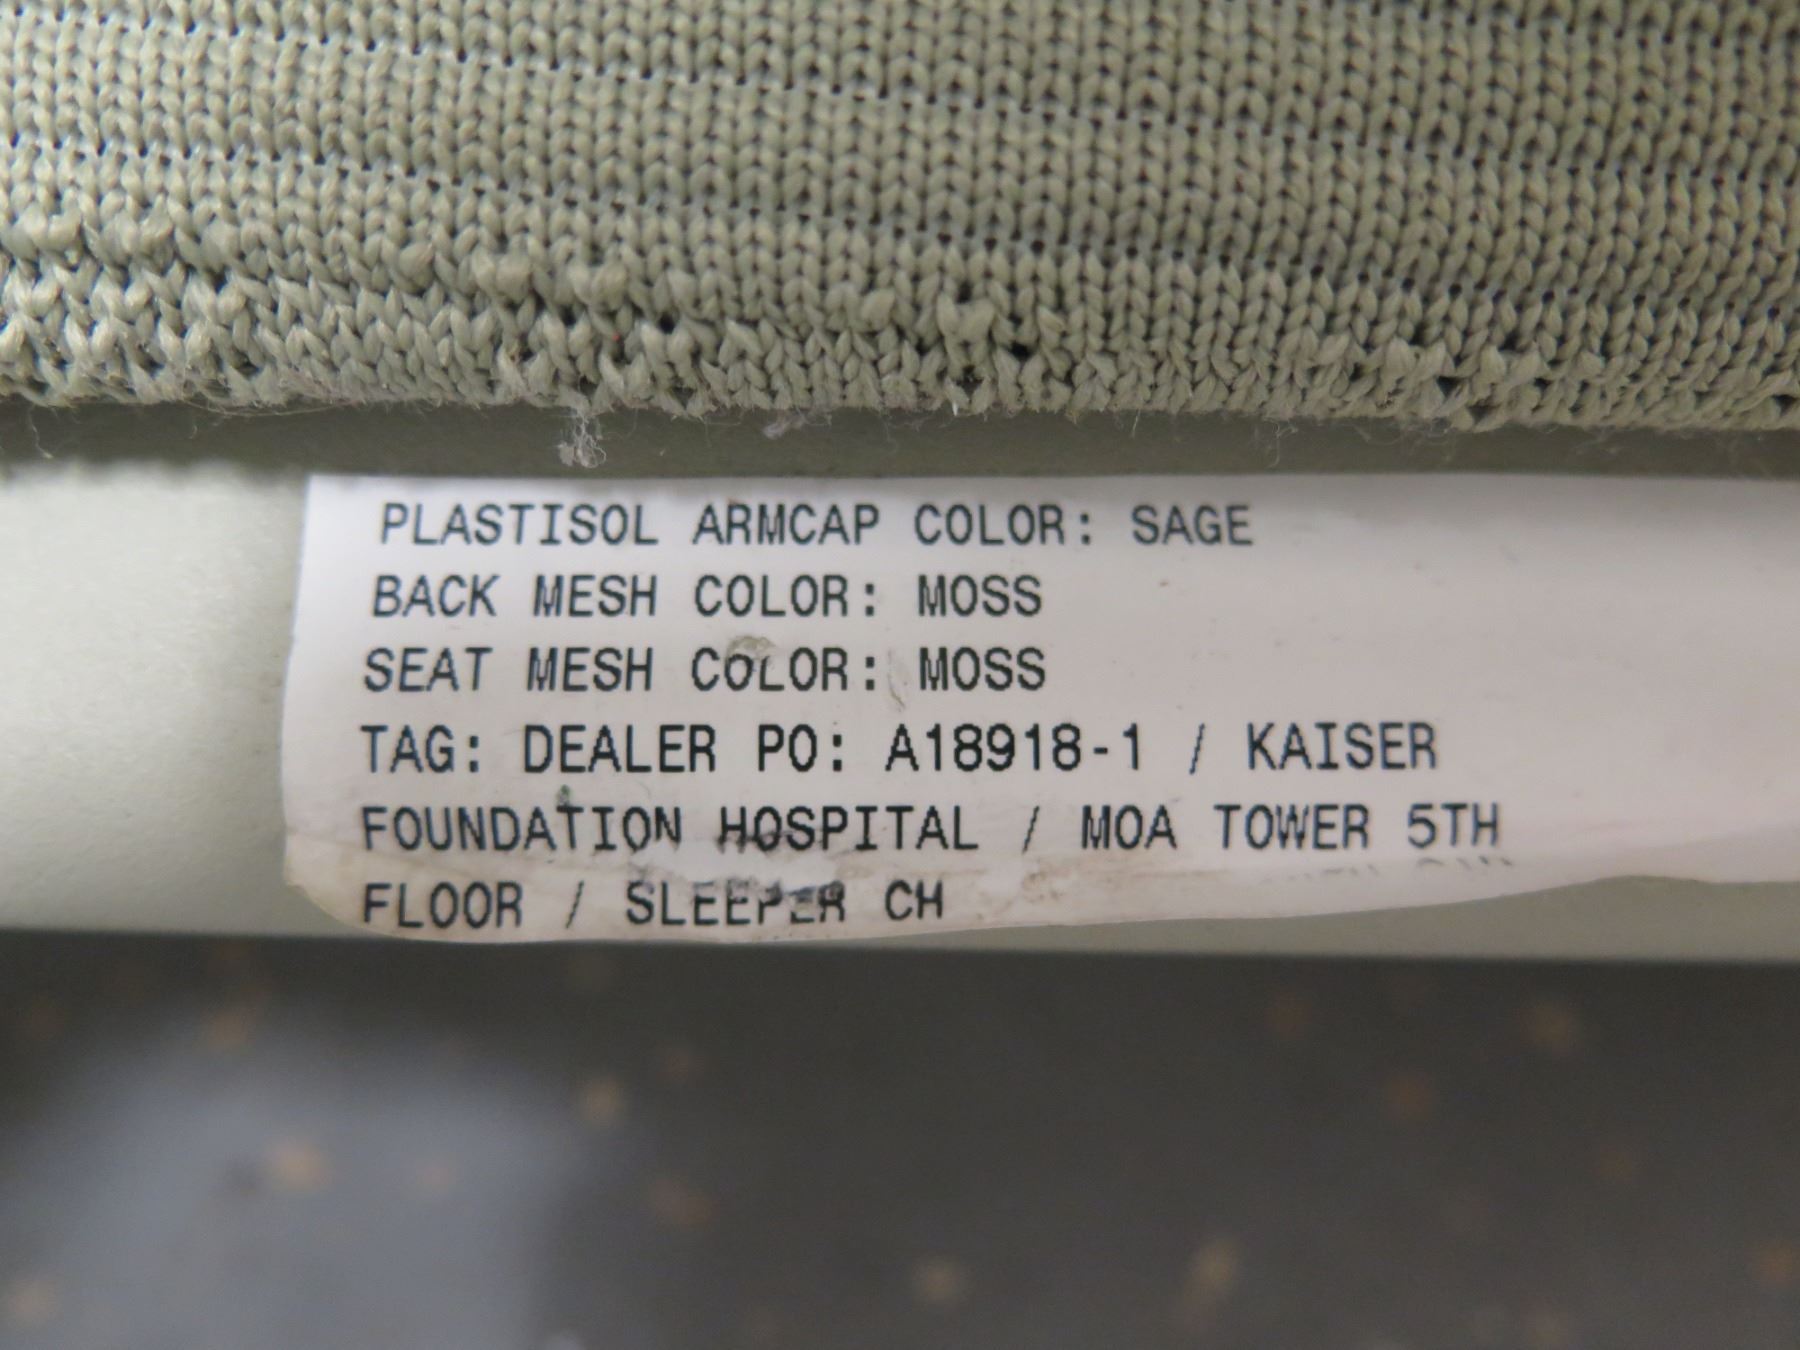 PLASTISOL ARMCAP COLOR: SAGE
BACK MESH COLOR: MOSS
SEAT MESH COLOR: MOSS
TAG: DEALER PO: A18918-1 / KAISER
FOUNDATION HOSPITAL / MOA TOWER 5TH
FLOOR / SLEEPER CH